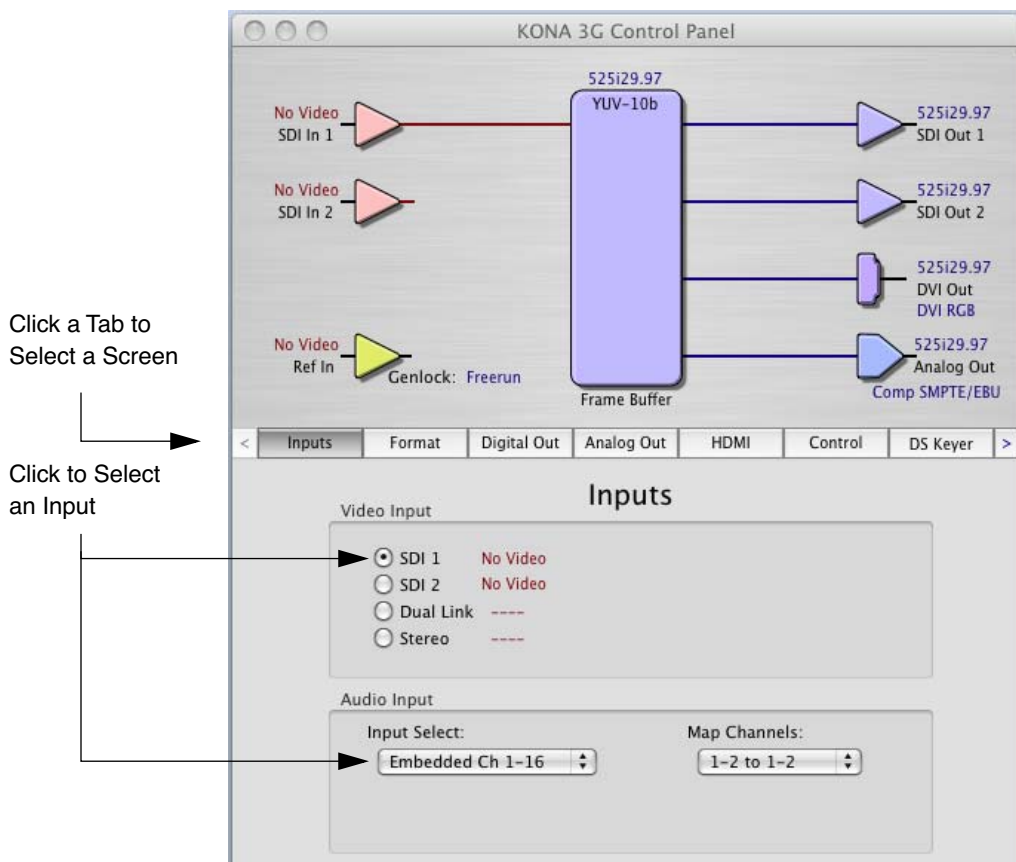 KONA 3G Control Panel
525i29.97
YUV-10b
No Video
SDI In 1
525i29.97
SDI Out 1
No Video
SDI In 2
525i29.97
SDI Out 2
525i29.97
DVI Out
DVI RGB
Click a Tab to
Select a Screen
No Video
Ref In
Genlock: Freerun
525i29.97
Analog Out
Comp SMPTE/EBU
Frame Buffer
< Inputs Format Digital Out Analog Out HDMI Control DS Keyer >
Click to Select
an Input
Inputs
Video Input
SDI 1 No Video
SDI 2 No Video
Dual Link ----
Stereo ----
Audio Input
Input Select: Map Channels:
Embedded Ch 1-16 1-2 to 1-2